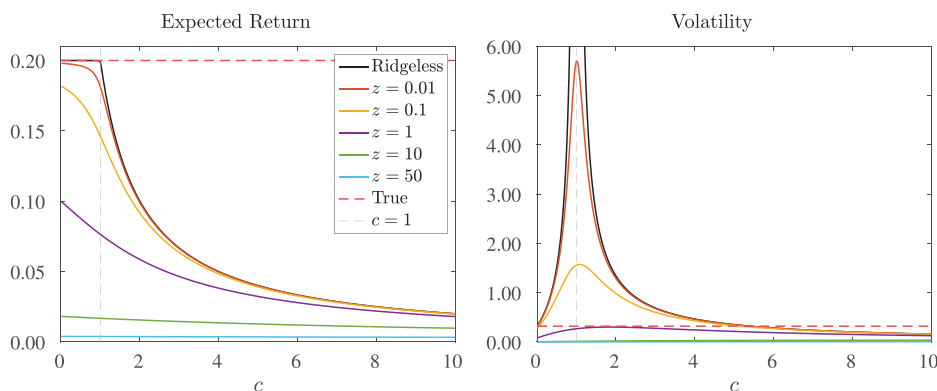 Expected Return
0.20
0.15
0.10
0.05
0.00
0
2
4
6
8
10
c
Ridgeless
z = 0.01
z = 0.1
z = 1
z = 10
z = 50
True
c = 1
Volatility
6.00
5.00
4.00
3.00
2.00
1.00
0.00
0
2
4
6
8
10
c